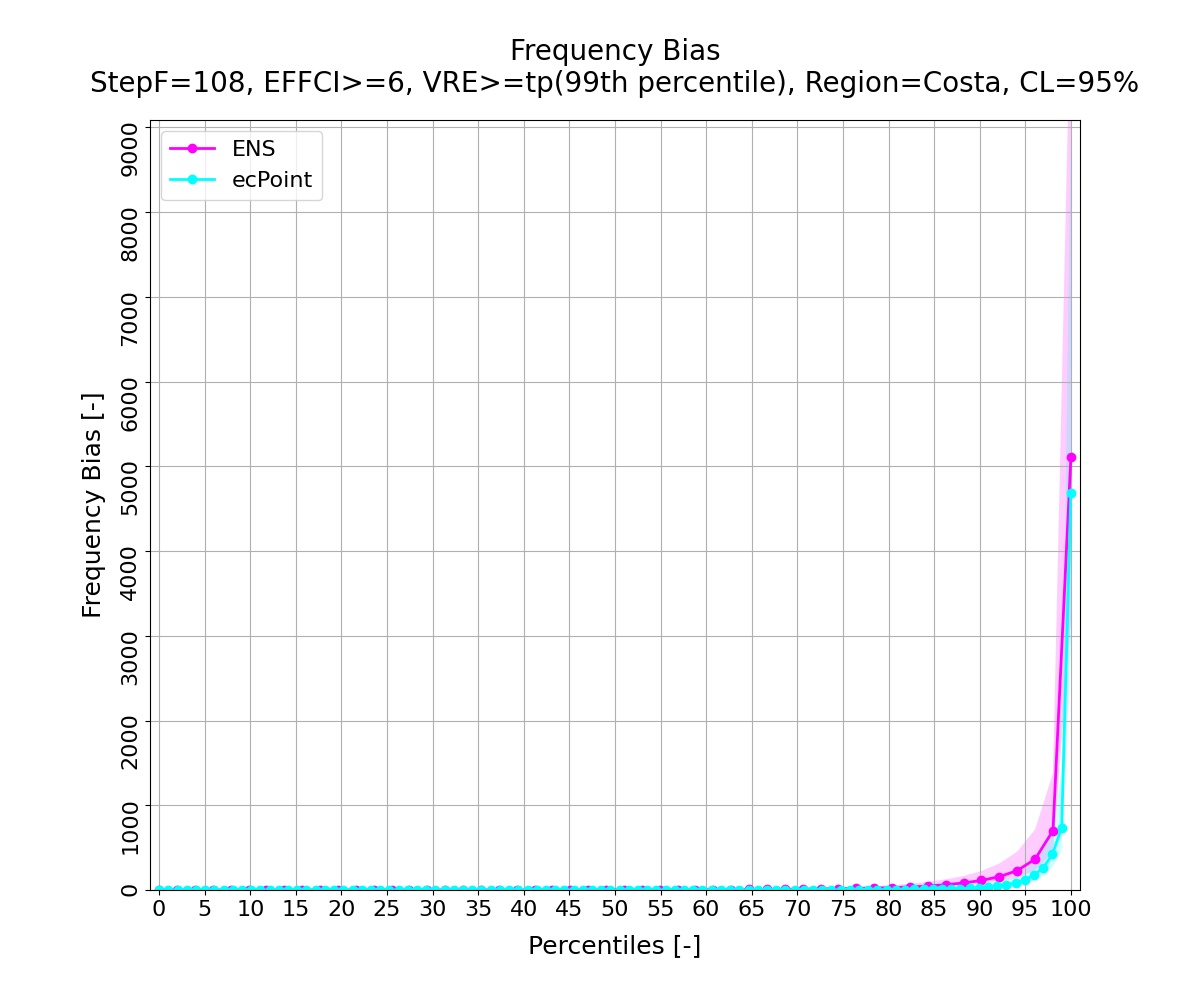 Frequency Bias
StepF=108, EFFCI>=6, VRE>=tp(99th percentile), Region=Costa, CL=95%
ENS
ecPoint
9000
8000
7000
6000
5000
4000
3000
2000
1000
0
Frequency Bias [-]
0 5 10 15 20 25 30 35 40 45 50 55 60 65 70 75 80 85 90 95 100
Percentiles [-]